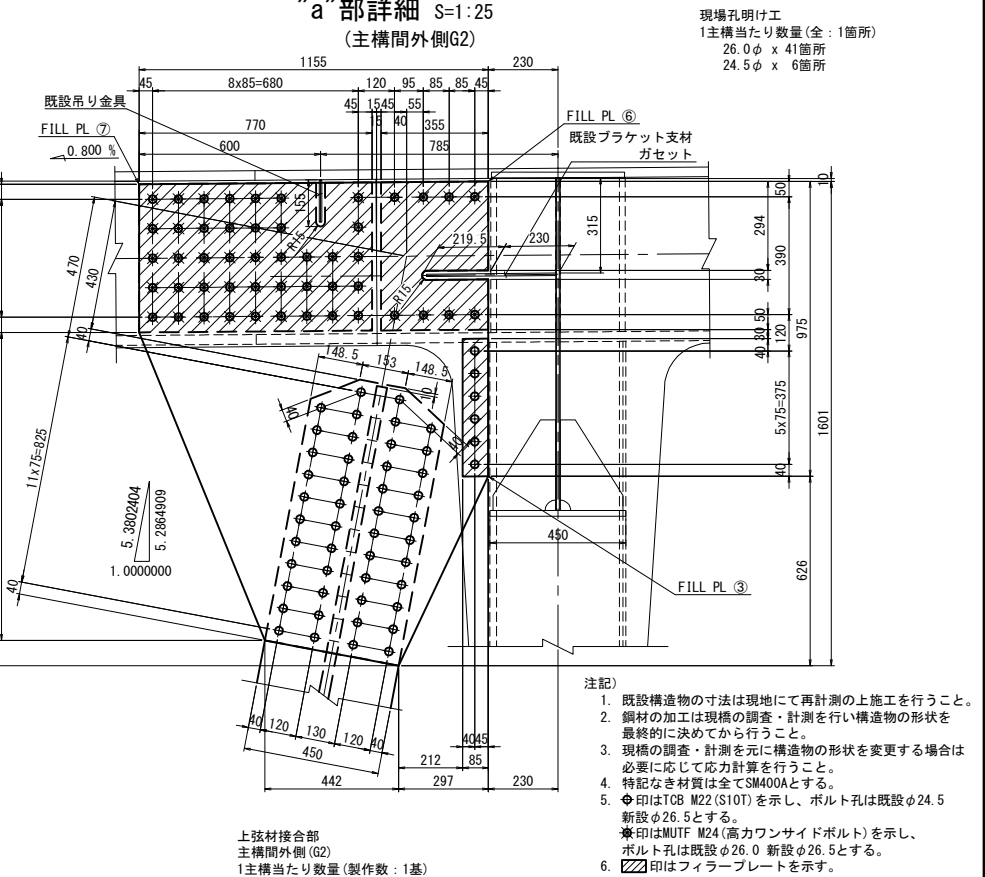 "a"部詳細 S=1:25
(主構間外側G2)
現場孔明け工
1主構当たり数量(全：1箇所)
26.0φ x 41箇所
24.5φ x 6箇所
1155
230
45
8x85=680
120
95
85
85
45
既設吊り金具
45
15
45
55
15
40
FILL PL ⑦
770
355
FILL PL ⑥
既設ブラケット支材
ガセット
0.800 %
600
785
155
R15
315
219.5
230
R15
50
10
294
390
30
470
430
40
50
30
120
40
975
148.5
153
148.5
10
40
40
5x75=375
1601
11x75=825
40
5.3802404
5.2864909
1.0000000
450
626
40
FILL PL ③
40
120
130
120
40
450
40
45
212
85
442
297
230
注記)
1. 既設構造物の寸法は現地にて再計測の上施工を行うこと。
2. 鋼材の加工は現橋の調査・計測を行い構造物の形状を
最終的に決めてから行うこと。
3. 現橋の調査・計測を元に構造物の形状を変更する場合は
必要に応じて応力計算を行うこと。
4. 特記なき材質は全てSM400Aとする。
5. 印はTCB M22(S10T)を示し、ボルト孔は既設φ24.5
新設φ26.5とする。
印はMUTF M24(高力ワンサイドボルト)を示し、
ボルト孔は既設φ26.0 新設φ26.5とする。
6. 印はフィラープレートを示す。
上弦材接合部
主構間外側(G2)
1主構当たり数量(製作数：1基)